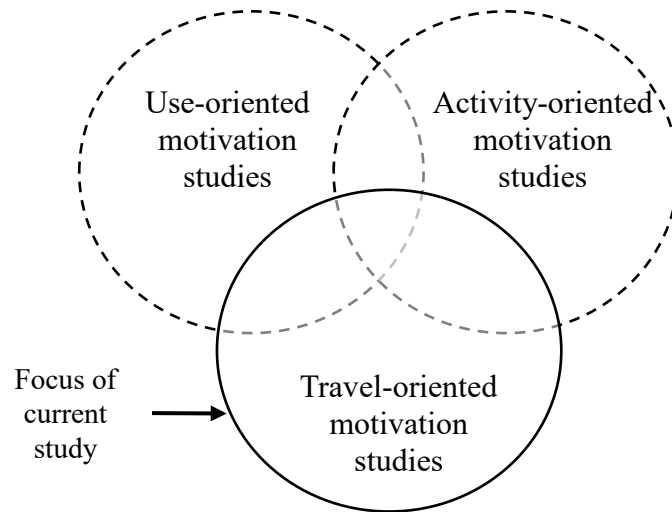 Use-oriented
motivation
studies
Activity-oriented
motivation
studies
Travel-oriented
motivation
studies
Focus of
current
study